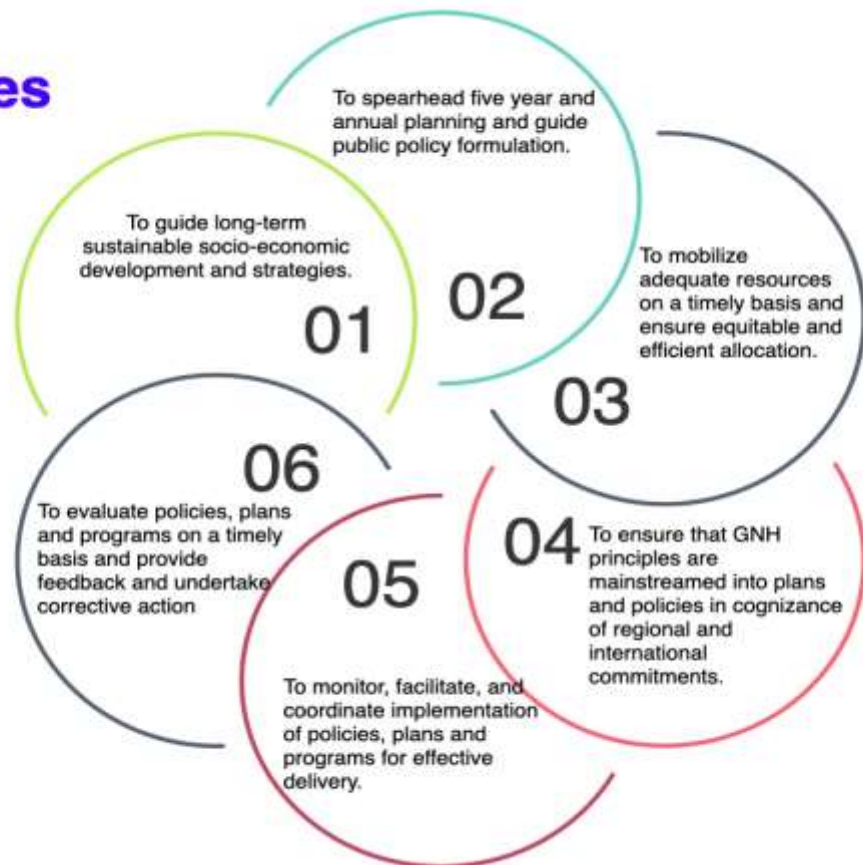 es
To guide long-term
sustainable socio-economic
development and strategies.
01
To spearhead five year and
annual planning and guide
public policy formulation.
02
To mobilize
adequate resources
on a timely basis and
ensure equitable and
efficient allocation.
03
04
To ensure that GNH
principles are
mainstreamed into plans
and policies in cognizance
of regional and
international
commitments.
05
To monitor, facilitate, and
coordinate implementation
of policies, plans and
programs for effective
delivery.
06
To evaluate policies, plans
and programs on a timely
basis and provide
feedback and undertake
corrective action